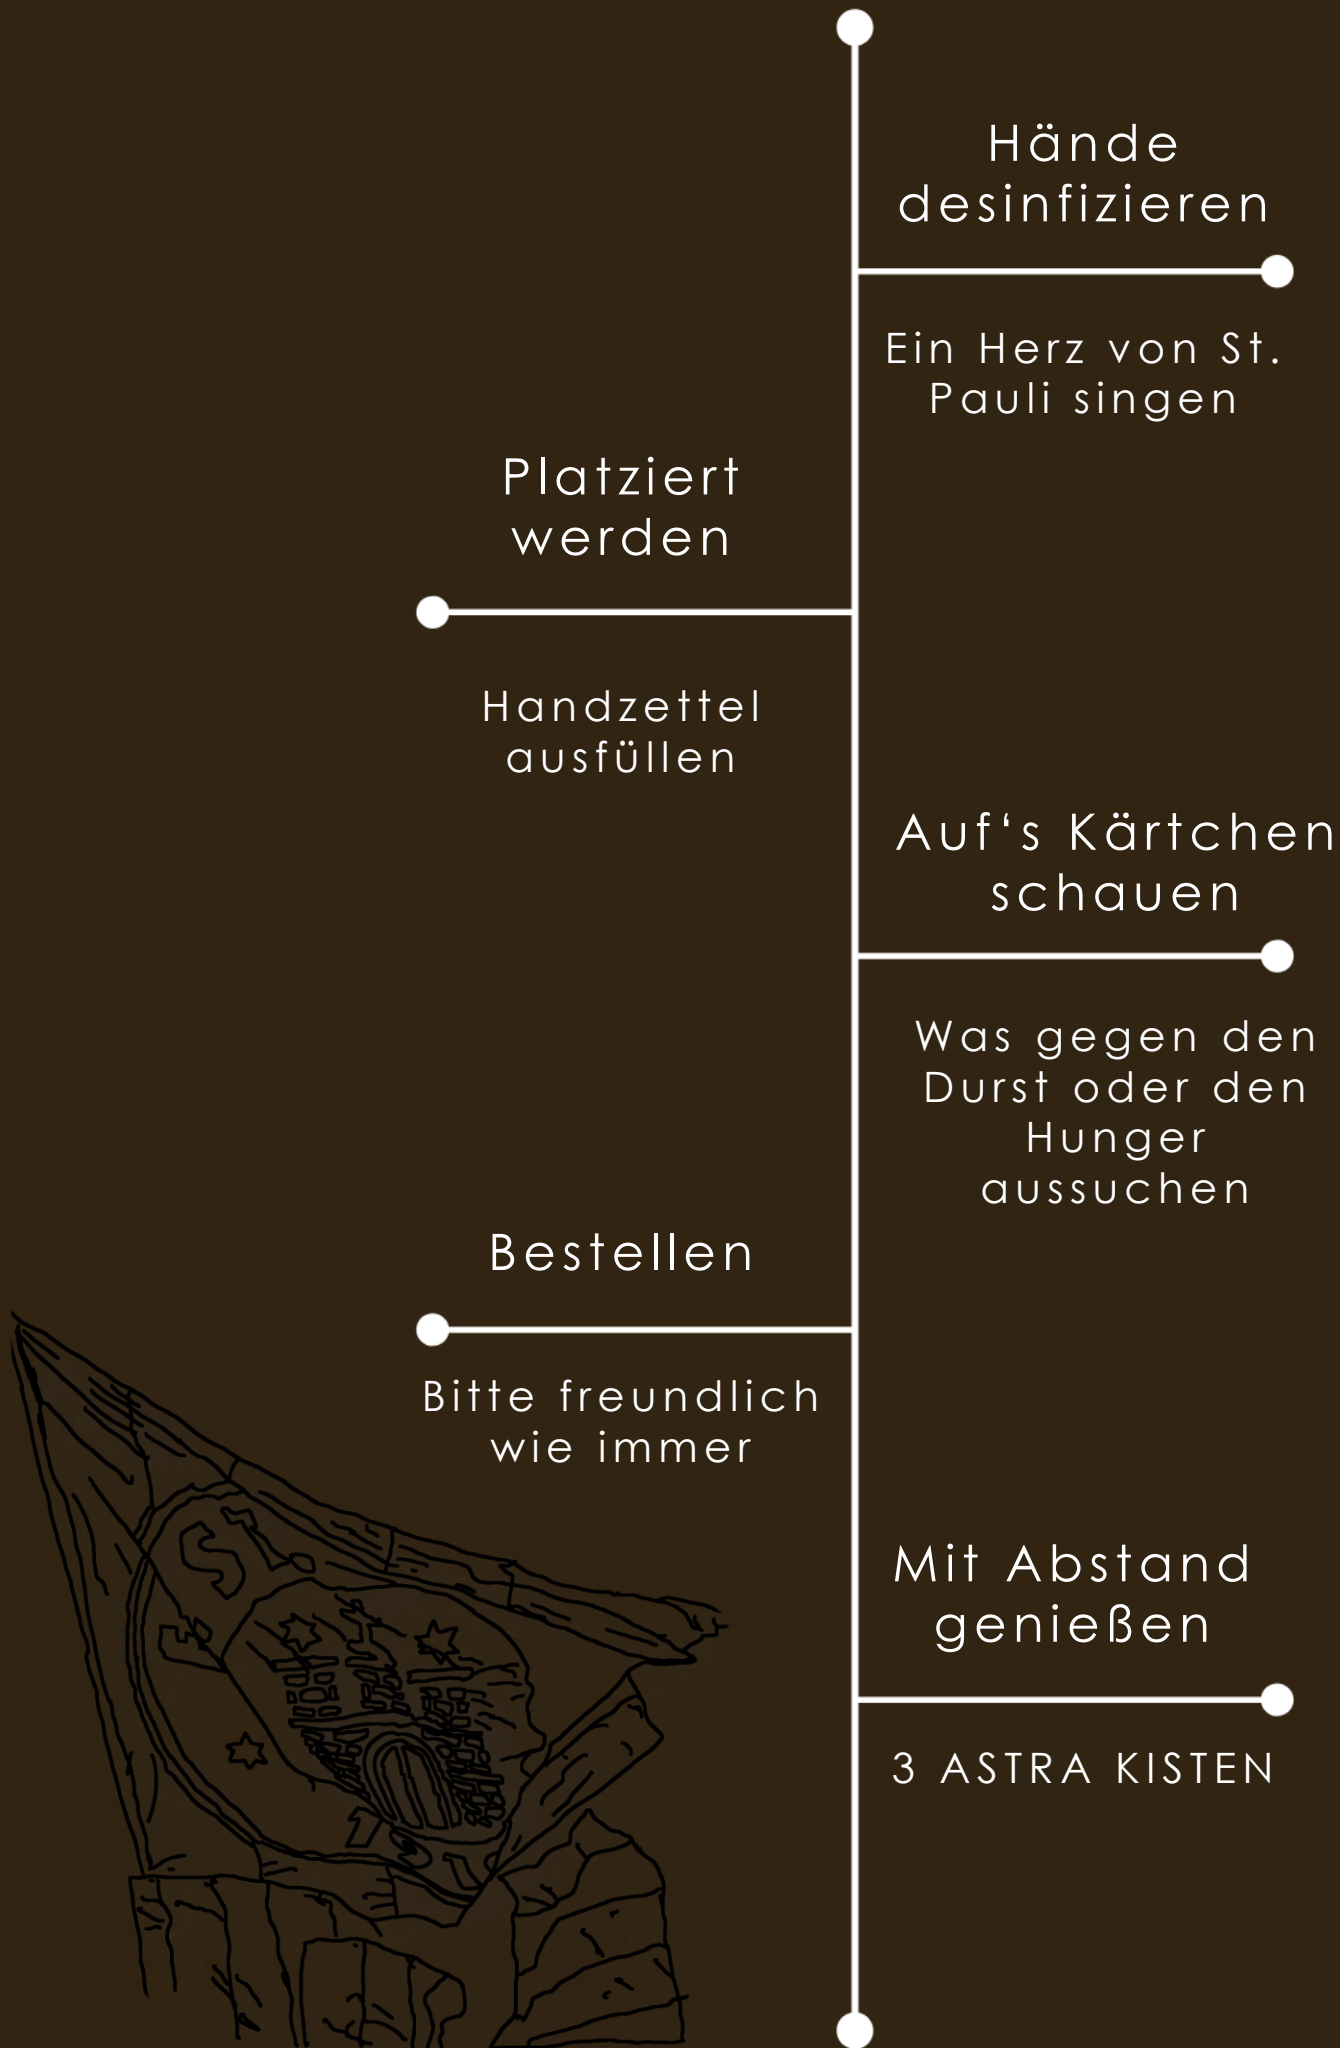 Hände
desinfizieren
Ein Herz von St.
Pauli singen
Platziert
werden
Handzettel
ausfüllen
Auf‘s Kärtchen
schauen
Was gegen den
Durst oder den
Hunger
aussuchen
Bestellen
Bitte freundlich
wie immer
Mit Abstand
genießen
3 ASTRA KISTEN